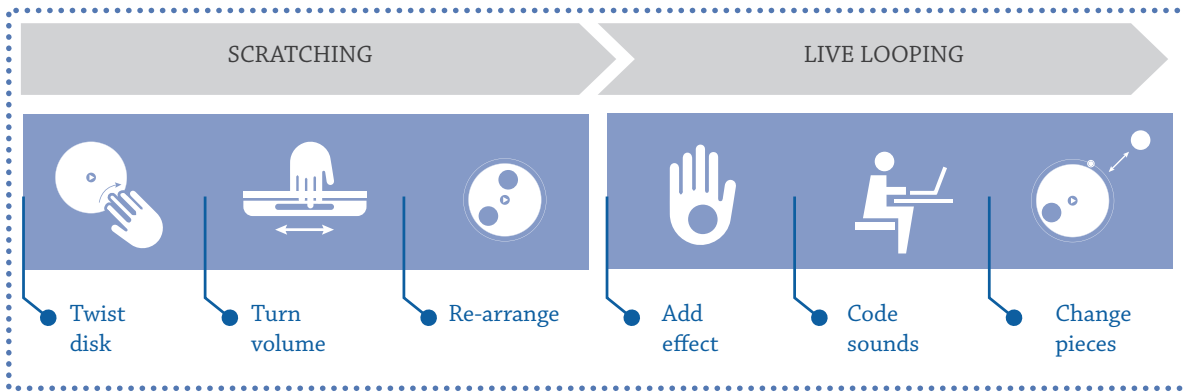 SCRATCHING
LIVE LOOPING
Twist
disk
Turn
volume
Re-arrange
Add
effect
Code
sounds
Change
pieces